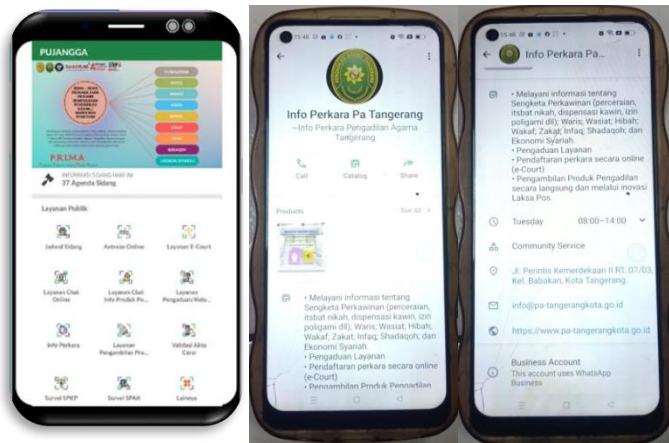 PUJANGGA
P.R.I.M.A
INFORMASI SIDANG HARI INI
37 Agenda Sidang
Layanan Publik
Jadwal Sidang
Antrean Online
Layanan E-Court
Layanan Chat
Online
Layanan Chat
Info Produk Pe...
Layanan
Pengaduan
Info Perkara
Layanan
Pengambilan Pro...
Validasi Akta
Cerai
Survei SPKP
Survei SPAK
Lainnya
15.48
Info Perkara Pa Tangerang
~Info Perkara Pengadilan Agama
Tangerang
Call
Catalog
Share
Products
See All >
• Melayani informasi tentang
Sengketa Perkawinan (perceraian,
itsbat nikah, dispensasi kawin, izin
poligami dll); Waris; Wasiat; Hibah;
Wakaf; Zakat; Infaq; Shadaqoh; dan
Ekonomi Syariah.
• Pengaduan Layanan
• Pendaftaran perkara secara online
(e-Court)
• Pengambilan Produk Pengadilan
15.48
Info Perkara Pa...
• Melayani informasi tentang
Sengketa Perkawinan (perceraian,
itsbat nikah, dispensasi kawin, izin
poligami dll); Waris; Wasiat; Hibah;
Wakaf; Zakat; Infaq; Shadaqoh; dan
Ekonomi Syariah.
• Pengaduan Layanan
• Pendaftaran perkara secara online
(e-Court)
• Pengambilan Produk Pengadilan
secara langsung dan melalui inovasi
Laksa Pos.
Tuesday 08:00–14:00
Community Service
Jl. Perintis Kemerdekaan II RT. 07/03,
Kel. Babakan, Kota Tangerang.
info@pa-tangerangkota.go.id
https://www.pa-tangerangkota.go.id
Business Account
This account uses WhatsApp
Business